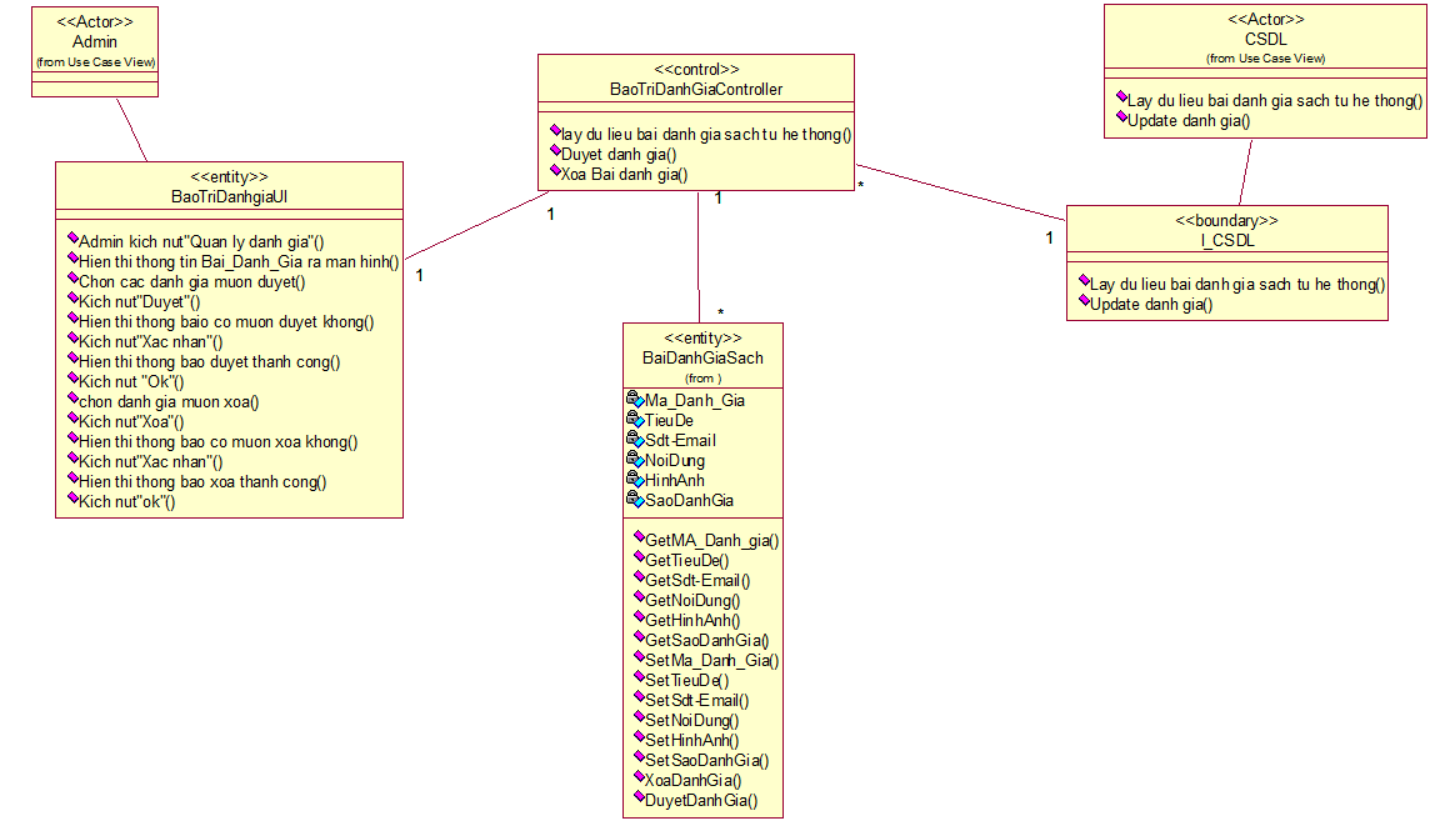 <<Actor>>
Admin
(from Use Case View)
<<entity>>
BaoTriDanhgiaUI
Admin kich nut"Quan ly danh gia"()
Hien thi thong tin Bai_Danh_Gia ra man hinh()
Chon cac danh gia muon duyet()
Kich nut"Duyet"()
Hien thi thong baio co muon duyet khong()
Kich nut"Xac nhan"()
Hien thi thong bao duyet thanh cong()
Kich nut "Ok"()
chon danh gia muon xoa()
Kich nut"Xoa"()
Hien thi thong bao co muon xoa khong()
Kich nut"Xac nhan"()
Hien thi thong bao xoa thanh cong()
Kich nut"ok"()
1
1
<<control>>
BaoTriDanhGiaController
lay du lieu bai danh gia sach tu he thong()
Duyet danh gia()
Xoa Bai danh gia()
1
*
<<entity>>
BaiDanhGiaSach
(from )
Ma_Danh_Gia
TieuDe
Sdt-Email
NoiDung
HinhAnh
SaoDanhGia
GetMA_Danh_gia()
GetTieuDe()
GetSdt-Email()
GetNoiDung()
GetHinhAnh()
GetSaoDanhGia()
SetMa_Danh_Gia()
SetTieuDe()
SetSdt-Email()
SetNoiDung()
SetHinhAnh()
SetSaoDanhGia()
XoaDanhGia()
DuyetDanhGia()
*
1
<<Actor>>
CSDL
(from Use Case View)
Lay du lieu bai danh gia sach tu he thong()
Update danh gia()
<<boundary>>
I_CSDL
Lay du lieu bai danh gia sach tu he thong()
Update danh gia()